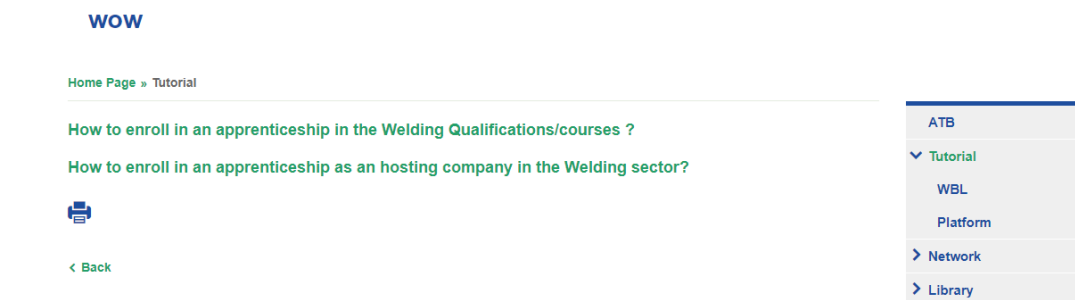 WOW
Home Page » Tutorial
How to enroll in an apprenticeship in the Welding Qualifications/courses ?
How to enroll in an apprenticeship as an hosting company in the Welding sector?
Back
ATB
Tutorial
WBL
Platform
Network
Library